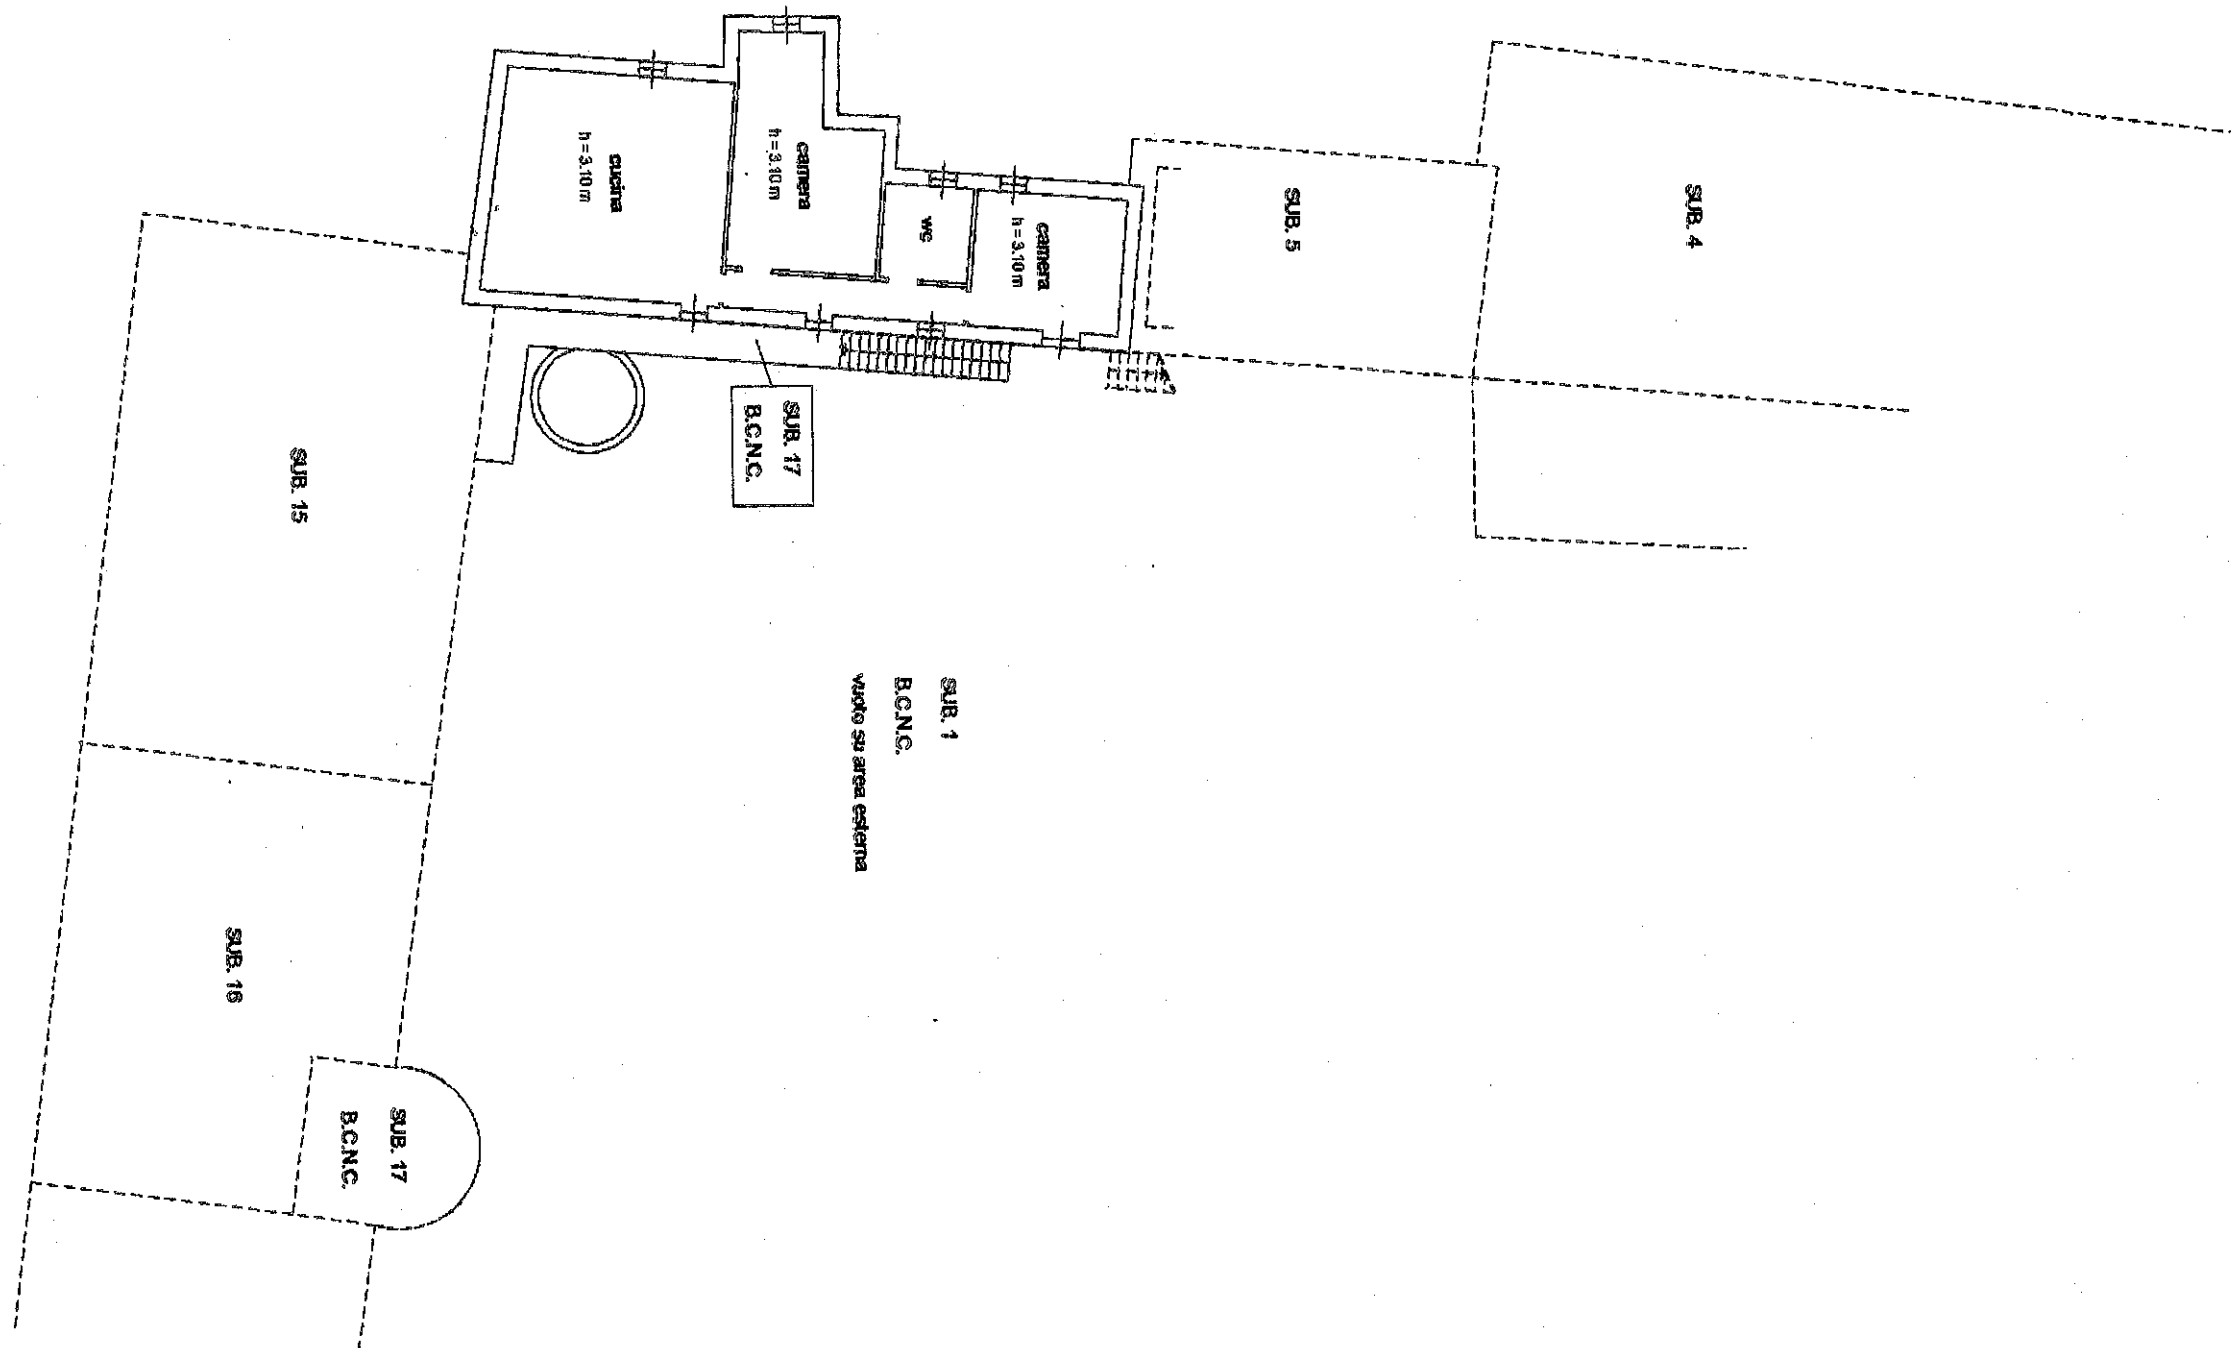 cucina
h = 3.10 m
camera
h = 3.10 m
wc
camera
h = 3.10 m
SUB. 5
SUB. 4
SUB. 17
B.C.N.C.
SUB. 15
SUB. 1
B.C.N.C.
vuoto su area esterna
SUB. 16
SUB. 17
B.C.N.C.